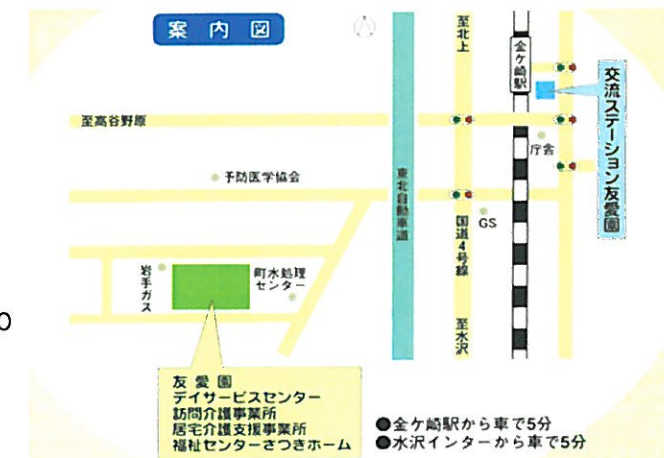 案内図
至北上
金ケ崎駅
交流ステーション友愛園
至高谷野原
庁舎
予防医学協会
東北自動車道
国道4号線
GS
岩手ガス
町水処理
センター
至水沢
友愛園
デイサービスセンター
訪問介護事業所
居宅介護支援事業所
福祉センターさつきホーム
●金ケ崎駅から車で5分
●水沢インターから車で5分